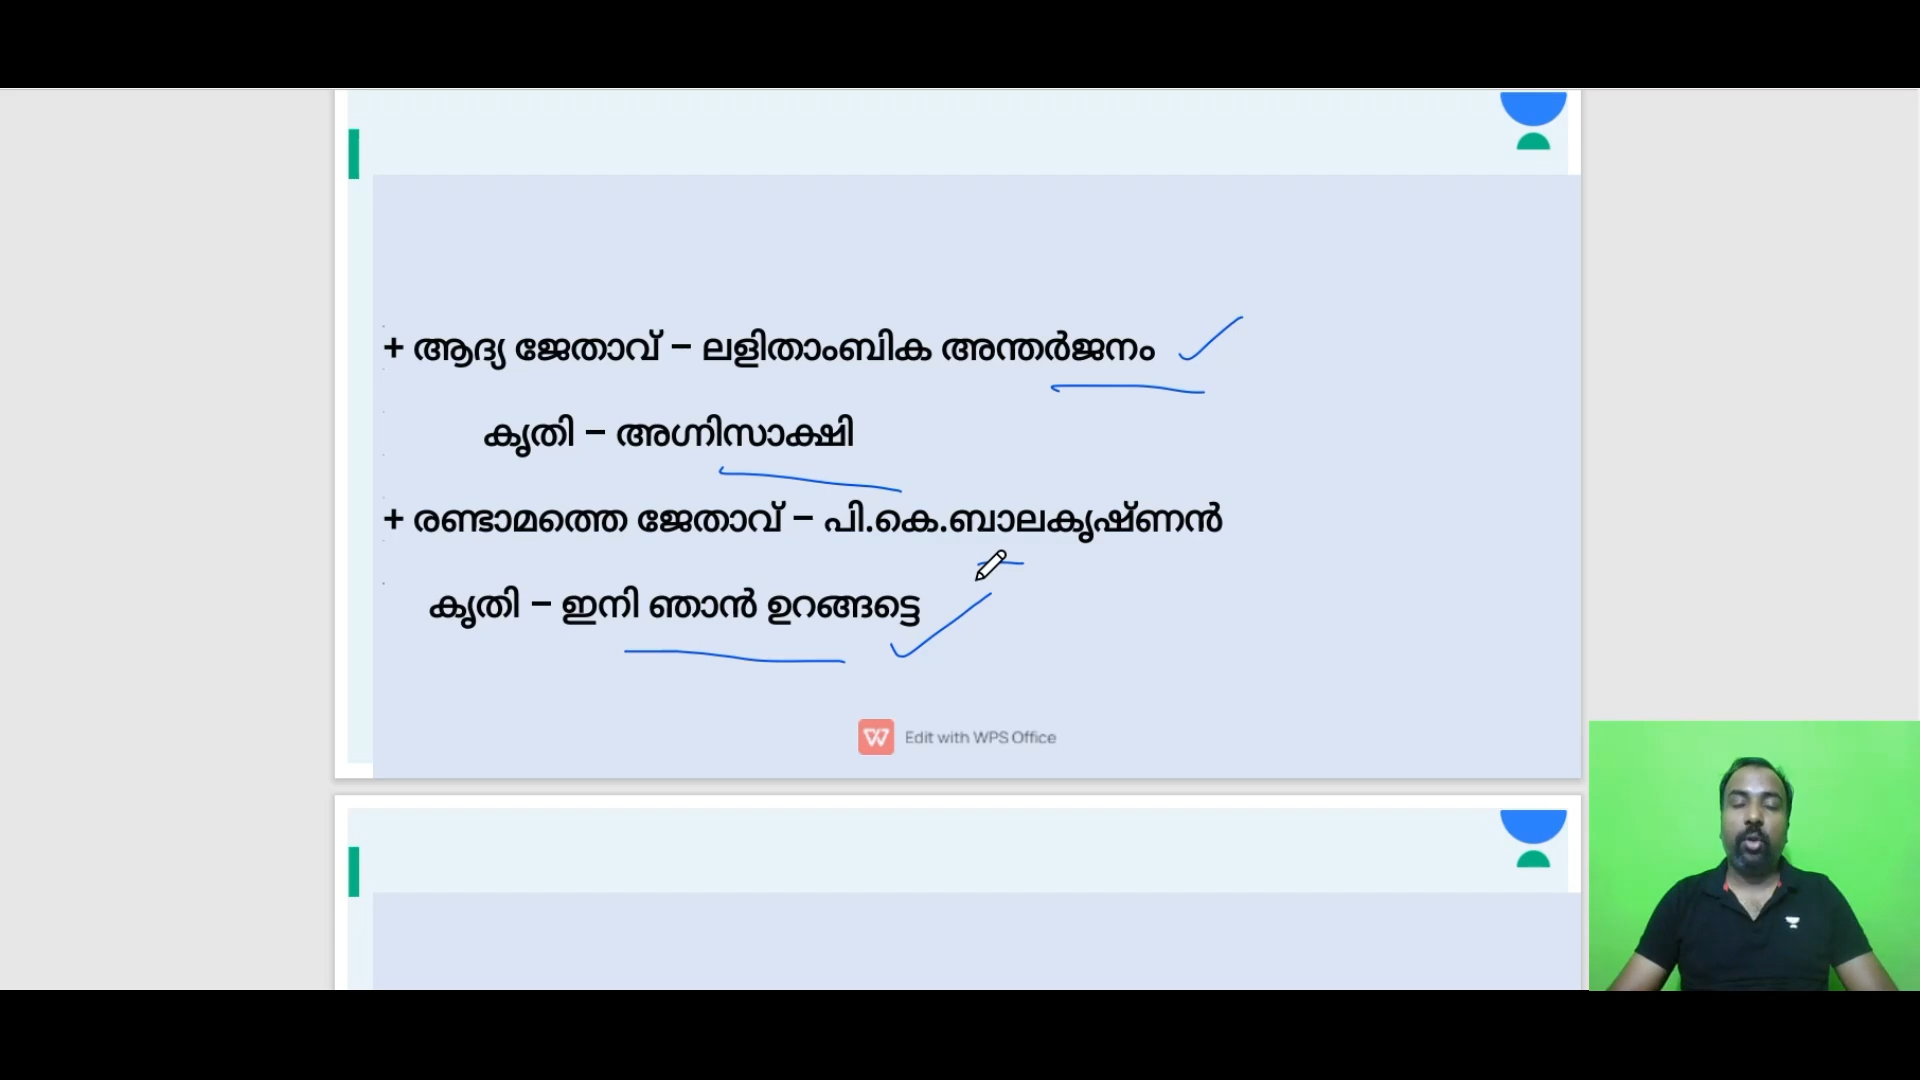 + ആദ്യ ജേതാവ് – ലളിതാംബിക അന്തർജനം
കൃതി – അഗ്നിസാക്ഷി
+ രണ്ടാമത്തെ ജേതാവ് – പി.കെ.ബാലകൃഷ്ണൻ
കൃതി – ഇനി ഞാൻ ഉറങ്ങട്ടെ
Edit with WPS Office